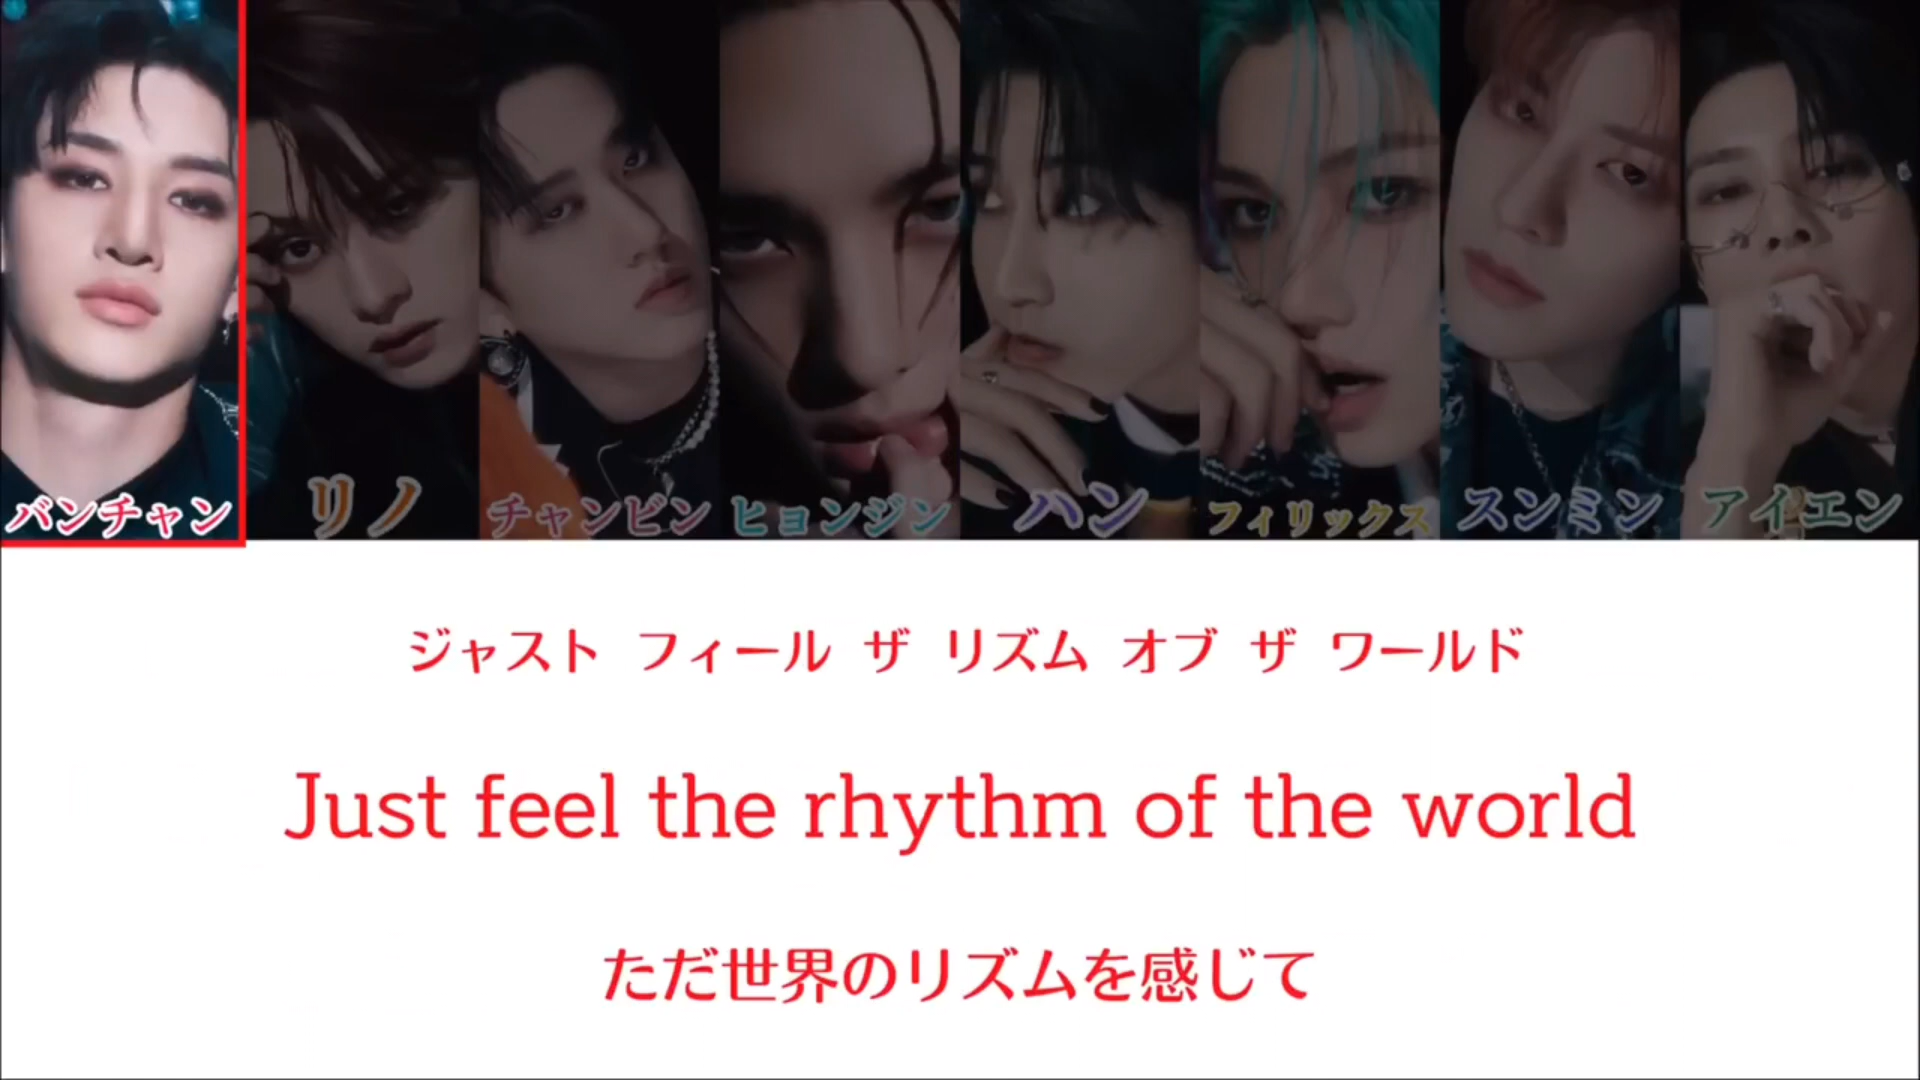 バンチャン リノ チャンビン ヒョンジン ハン フィリックス スンミン アイエン
ジャスト フィール ザ リズム オブ ザ ワールド
Just feel the rhythm of the world
ただ世界のリズムを感じて